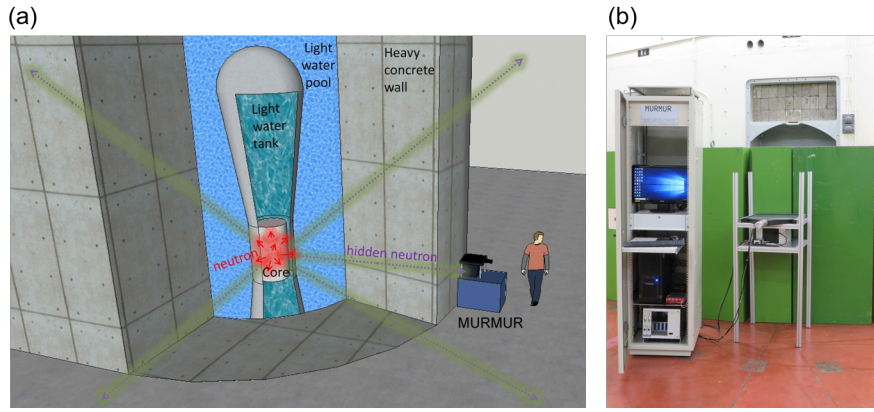 (a)
(b)
Light
water
pool
Heavy
concrete
wall
Light
water
tank
neutron
Core
hidden neutron
MURMUR
MURMUR